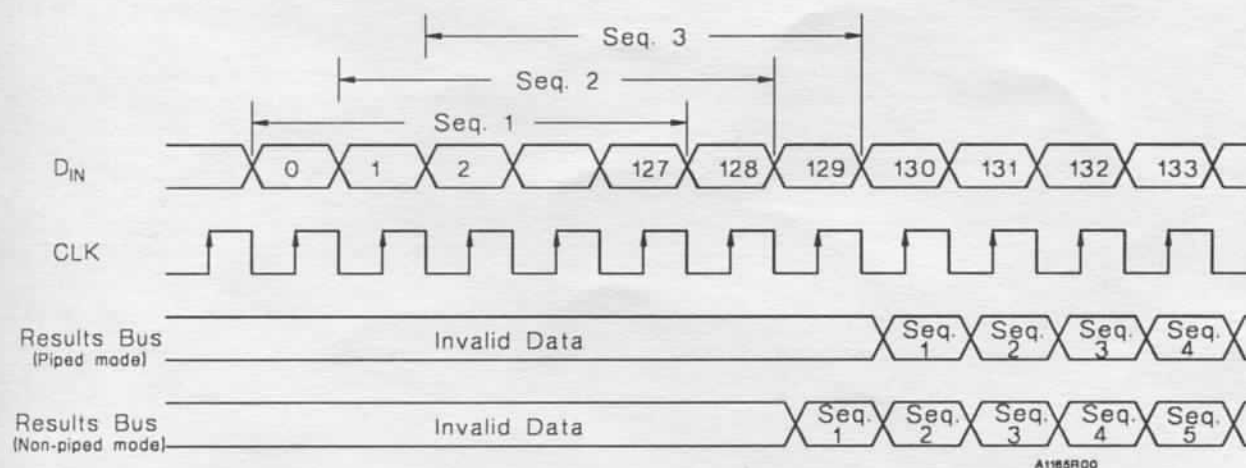 Seq. 3
Seq. 2
Seq. 1
DIN 0 1 2 127 128 129 130 131 132 133
CLK
Results Bus (Piped mode) Invalid Data Seq. 1 Seq. 2 Seq. 3 Seq. 4
Results Bus (Non-piped mode) Invalid Data Seq. 1 Seq. 2 Seq. 3 Seq. 4 Seq. 5
A1165R00